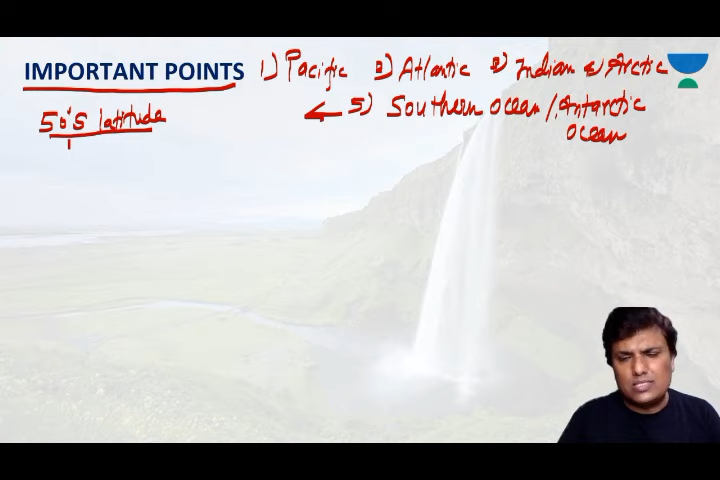 IMPORTANT POINTS 1) Pacific 2) Atlantic 3) Indian 4) Arctic
← 5) Southern ocean / Antarctic
50°S latitude
ocean